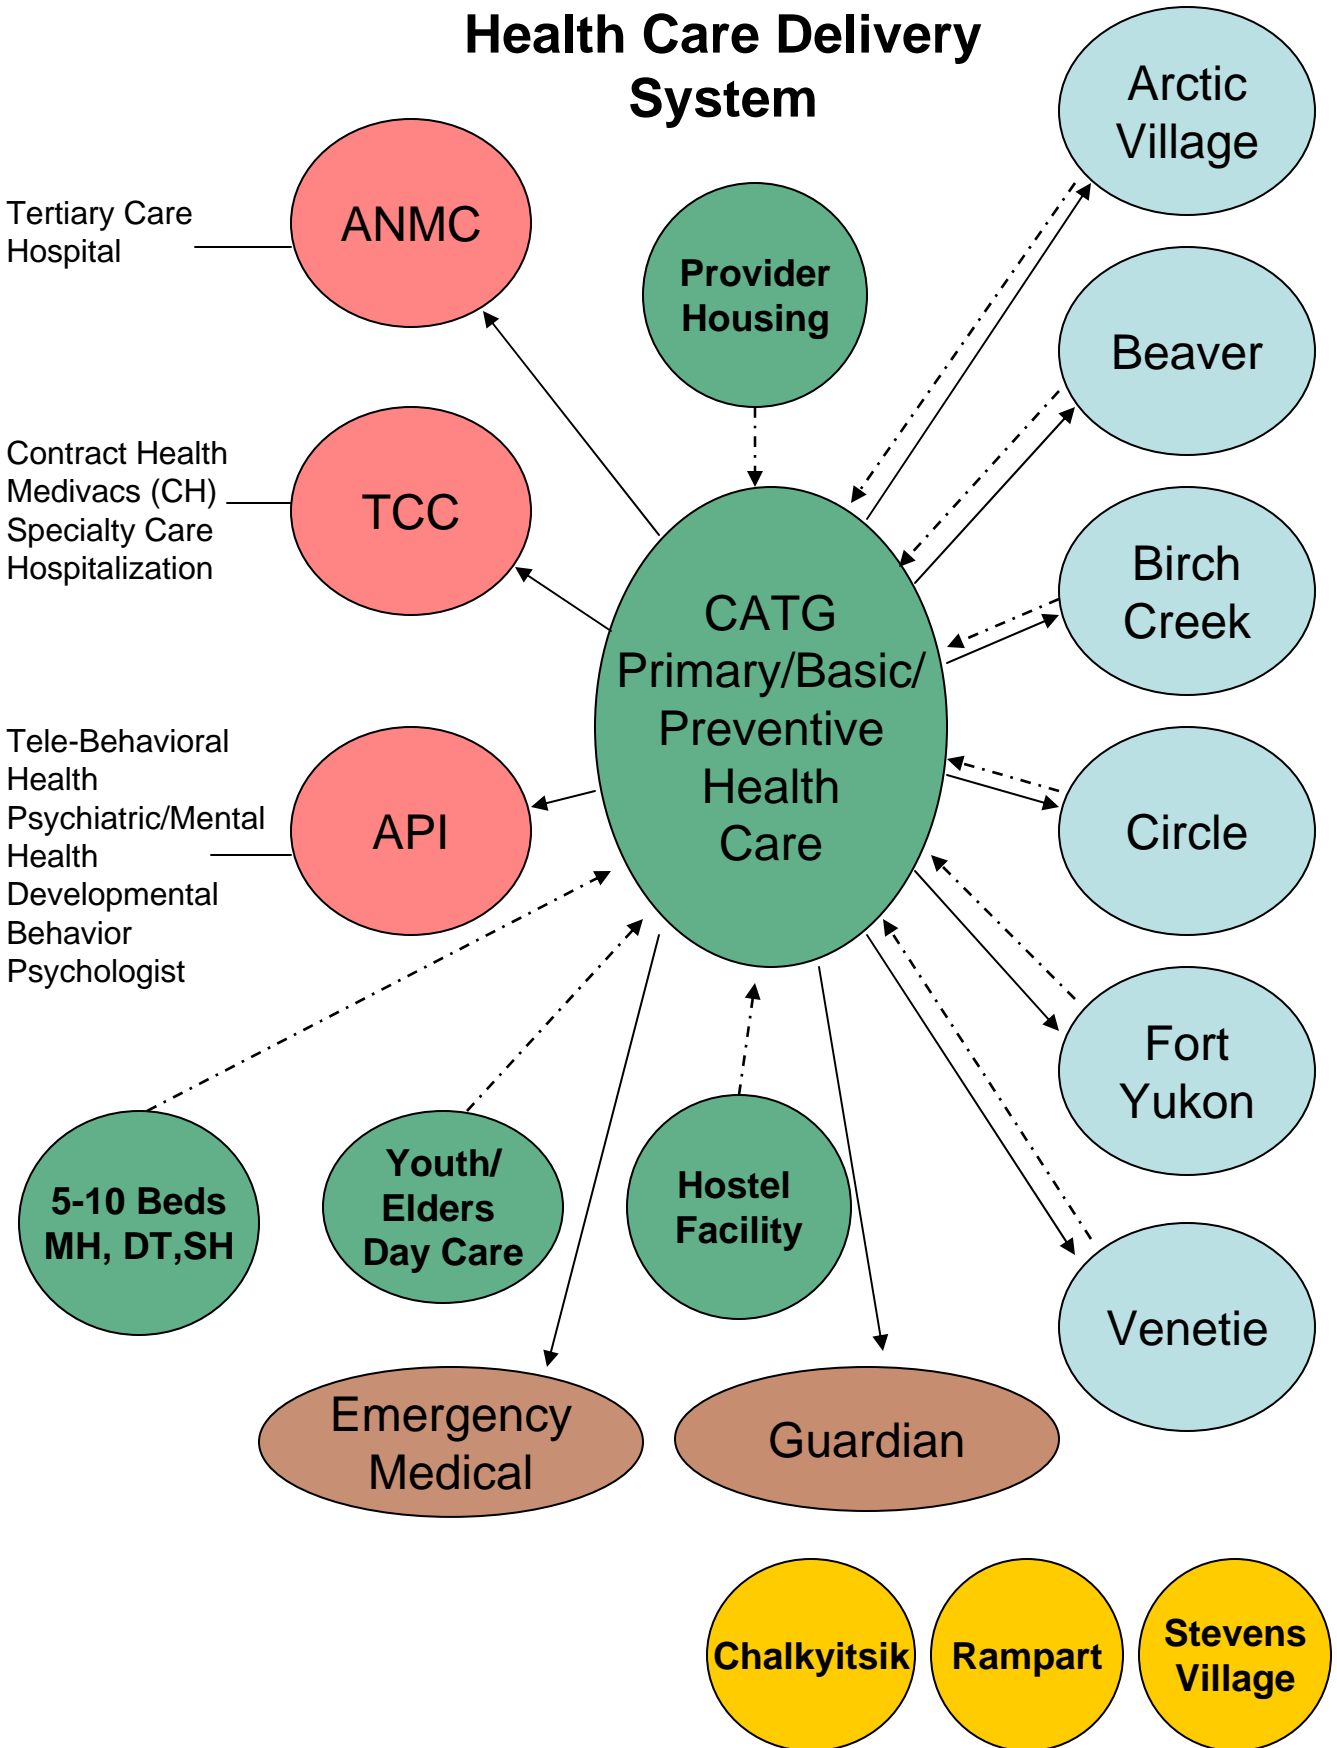 Health Care Delivery
System
Tertiary Care
Hospital
ANMC
Provider
Housing
Arctic
Village
Beaver
Contract Health
Medivacs (CH)
Specialty Care
Hospitalization
TCC
CATG
Primary/Basic/
Preventive
Health
Care
Birch
Creek
Tele-Behavioral
Health
Psychiatric/Mental
Health
Developmental
Behavior
Psychologist
API
Circle
Fort
Yukon
5-10 Beds
MH, DT,SH
Youth/
Elders
Day Care
Hostel
Facility
Venetie
Emergency
Medical
Guardian
Chalkyitsik
Rampart
Stevens
Village